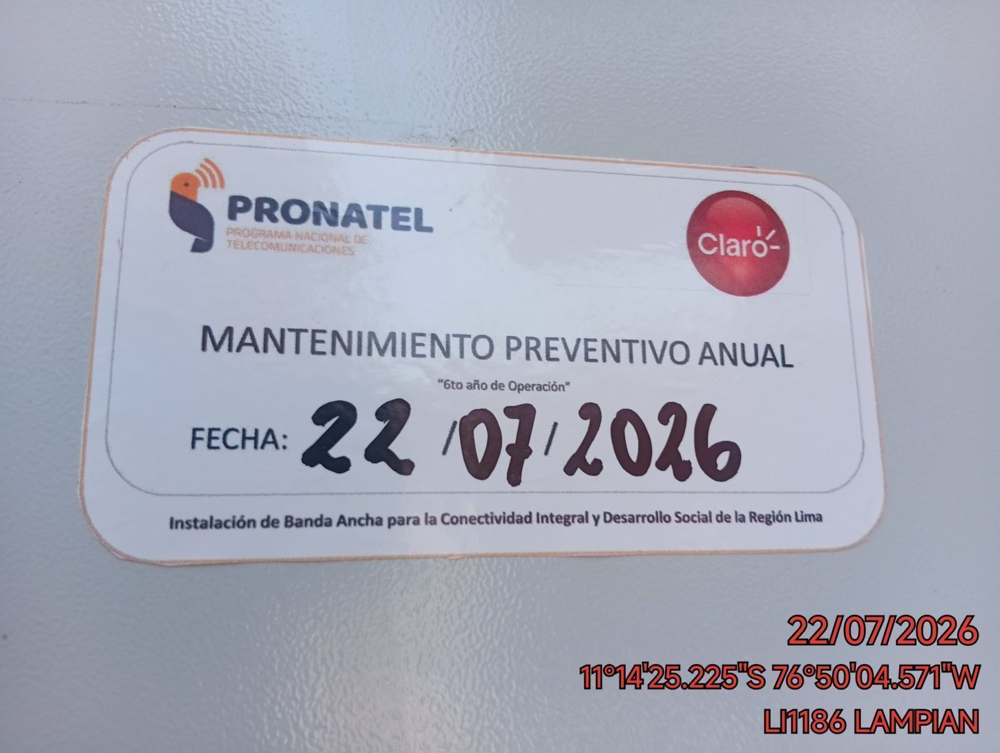 PRONATEL
PROGRAMA NACIONAL DE
TELECOMUNICACIONES
Claro
MANTENIMIENTO PREVENTIVO ANUAL
"6to año de Operación"
FECHA: 22/07/2026
Instalación de Banda Ancha para la Conectividad Integral y Desarrollo Social de la Región Lima
22/07/2026
11°14'25.225"S 76°50'04.571"W
LI1186 LAMPIAN